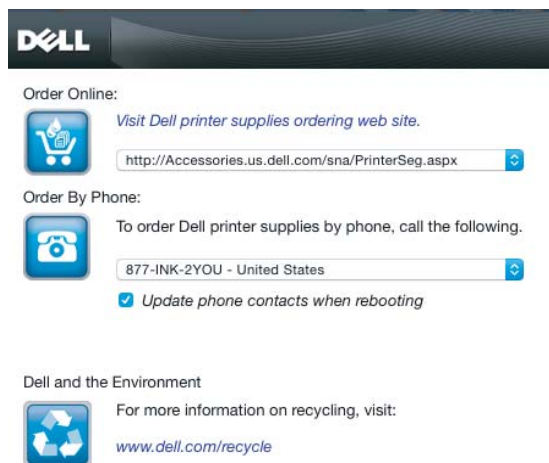 DELL
Order Online:
Visit Dell printer supplies ordering web site.
http://Accessories.us.dell.com/sna/PrinterSeg.aspx
Order By Phone:
To order Dell printer supplies by phone, call the following.
877-INK-2YOU - United States
Update phone contacts when rebooting
Dell and the Environment
For more information on recycling, visit:
www.dell.com/recycle